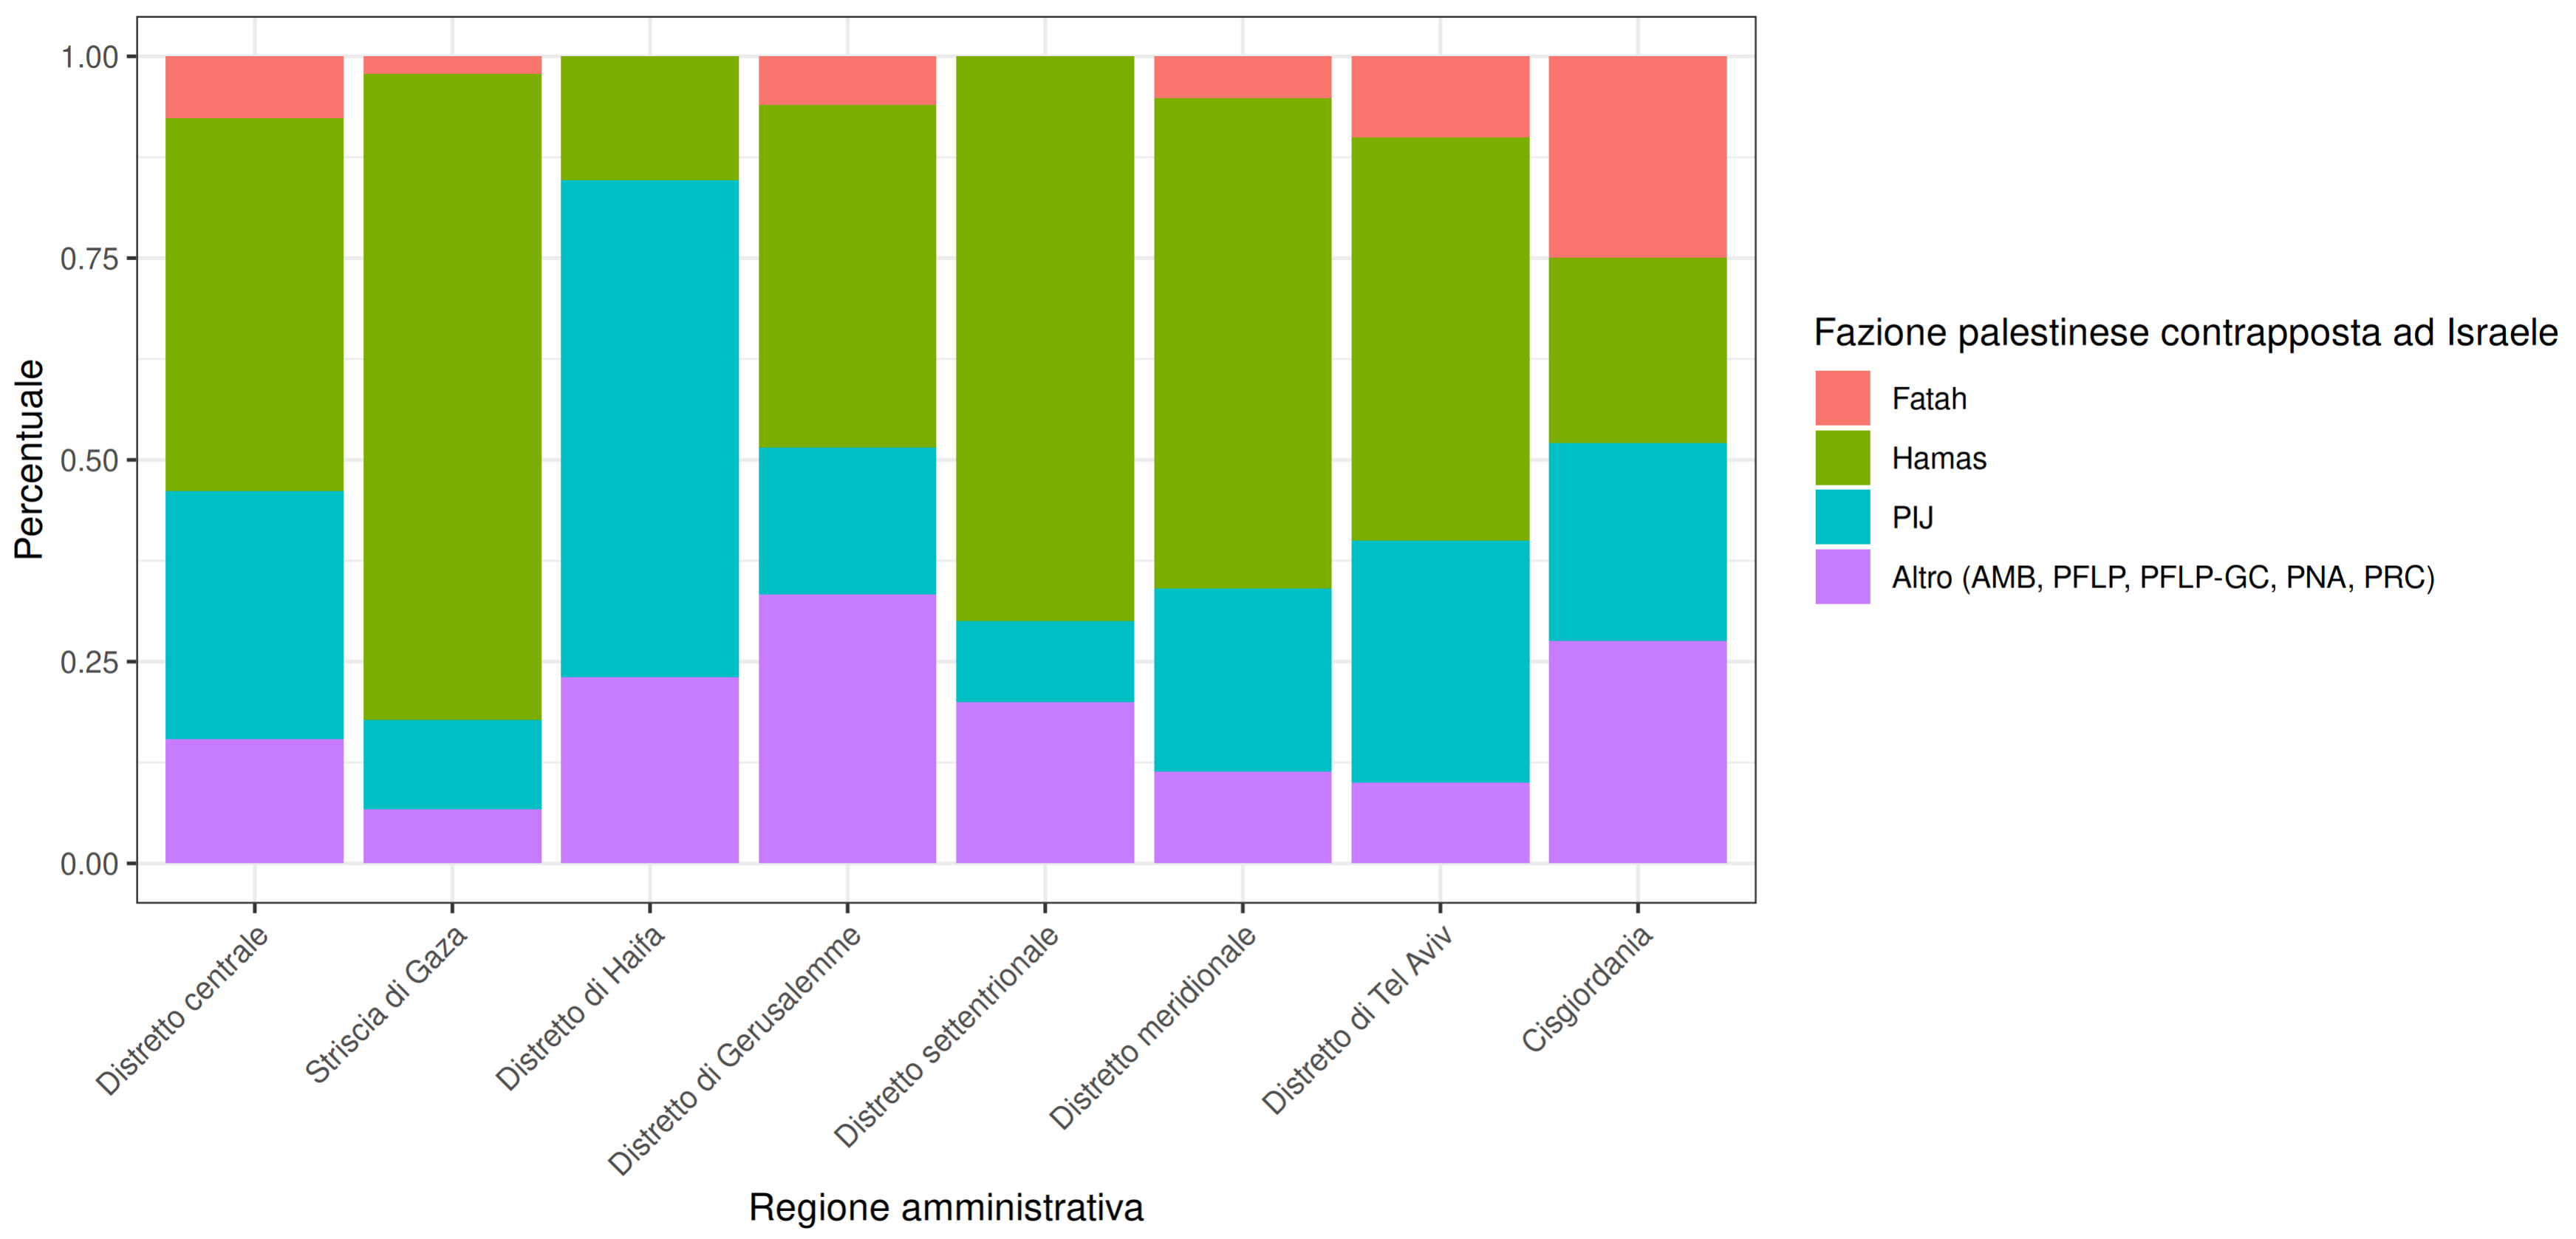 Percentuale
1.00
0.75
0.50
0.25
0.00
Distretto centrale
Striscia di Gaza
Distretto di Haifa
Distretto di Gerusalemme
Distretto settentrionale
Distretto meridionale
Distretto di Tel Aviv
Cisgiordania
Regione amministrativa
Fazione palestinese contrapposta ad Israele
Fatah
Hamas
PIJ
Altro (AMB, PFLP, PFLP-GC, PNA, PRC)